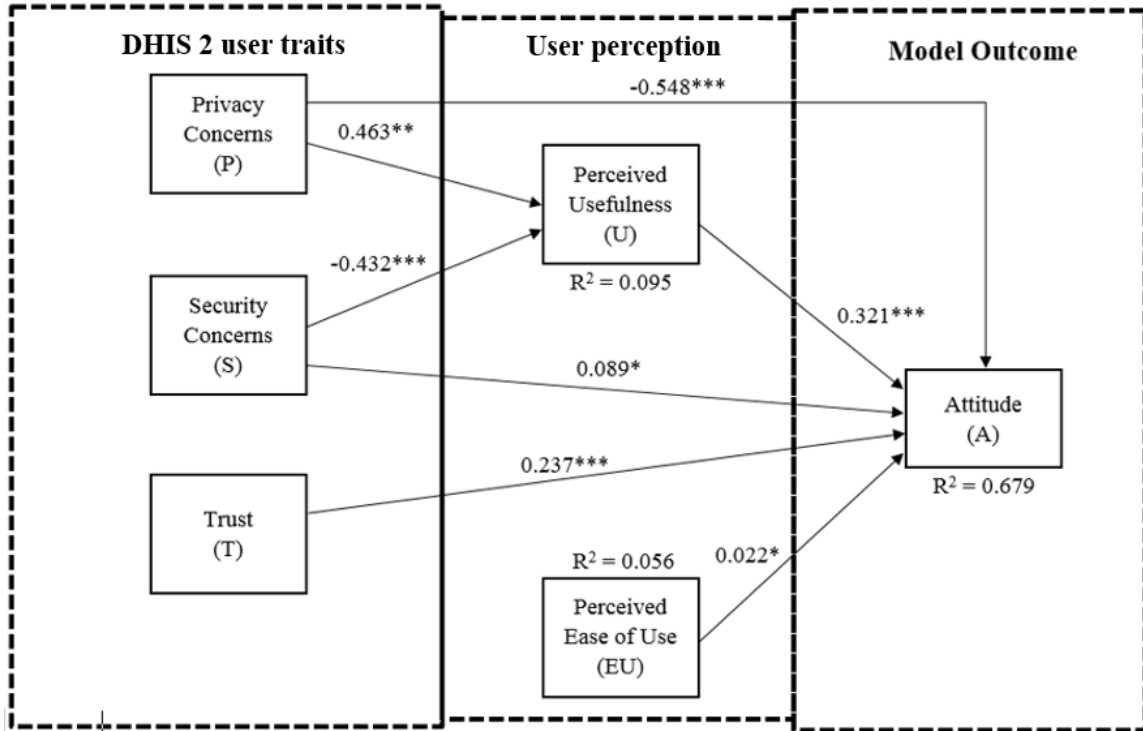 DHIS 2 user traits
User perception
Model Outcome
Privacy
Concerns
(P)
-0.548***
0.463**
Perceived
Usefulness
(U)
R² = 0.095
-0.432***
Security
Concerns
(S)
0.321***
0.089*
Attitude
(A)
R² = 0.679
0.237***
Trust
(T)
R² = 0.056
0.022*
Perceived
Ease of Use
(EU)